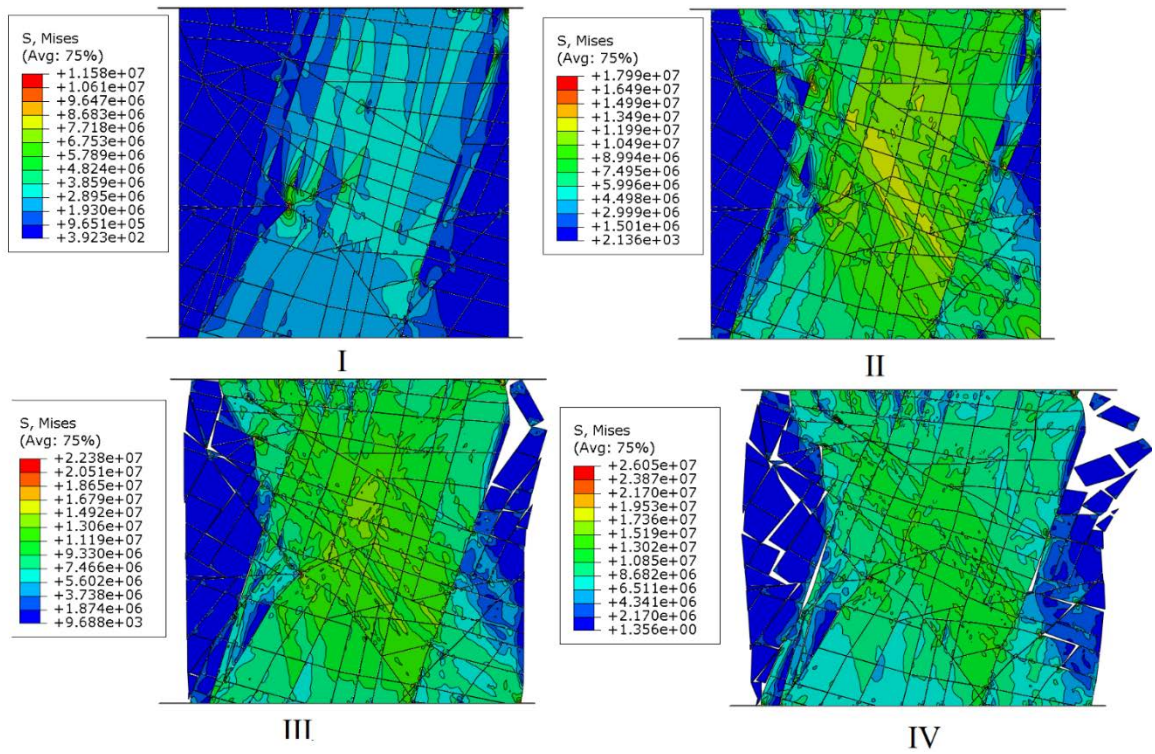 S, Mises
(Avg: 75%)
+1.158e+07
+1.061e+07
+9.647e+06
+8.683e+06
+7.718e+06
+6.753e+06
+5.789e+06
+4.824e+06
+3.859e+06
+2.895e+06
+1.930e+06
+9.651e+05
+3.923e+02
I
S, Mises
(Avg: 75%)
+1.799e+07
+1.649e+07
+1.499e+07
+1.349e+07
+1.199e+07
+1.049e+07
+8.994e+06
+7.495e+06
+5.996e+06
+4.498e+06
+2.999e+06
+1.501e+06
+2.136e+03
II
S, Mises
(Avg: 75%)
+2.238e+07
+2.051e+07
+1.865e+07
+1.679e+07
+1.492e+07
+1.306e+07
+1.119e+07
+9.330e+06
+7.466e+06
+5.602e+06
+3.738e+06
+1.874e+06
+9.688e+03
III
S, Mises
(Avg: 75%)
+2.605e+07
+2.387e+07
+2.170e+07
+1.953e+07
+1.736e+07
+1.519e+07
+1.302e+07
+1.085e+07
+8.682e+06
+6.511e+06
+4.341e+06
+2.170e+06
+1.356e+00
IV